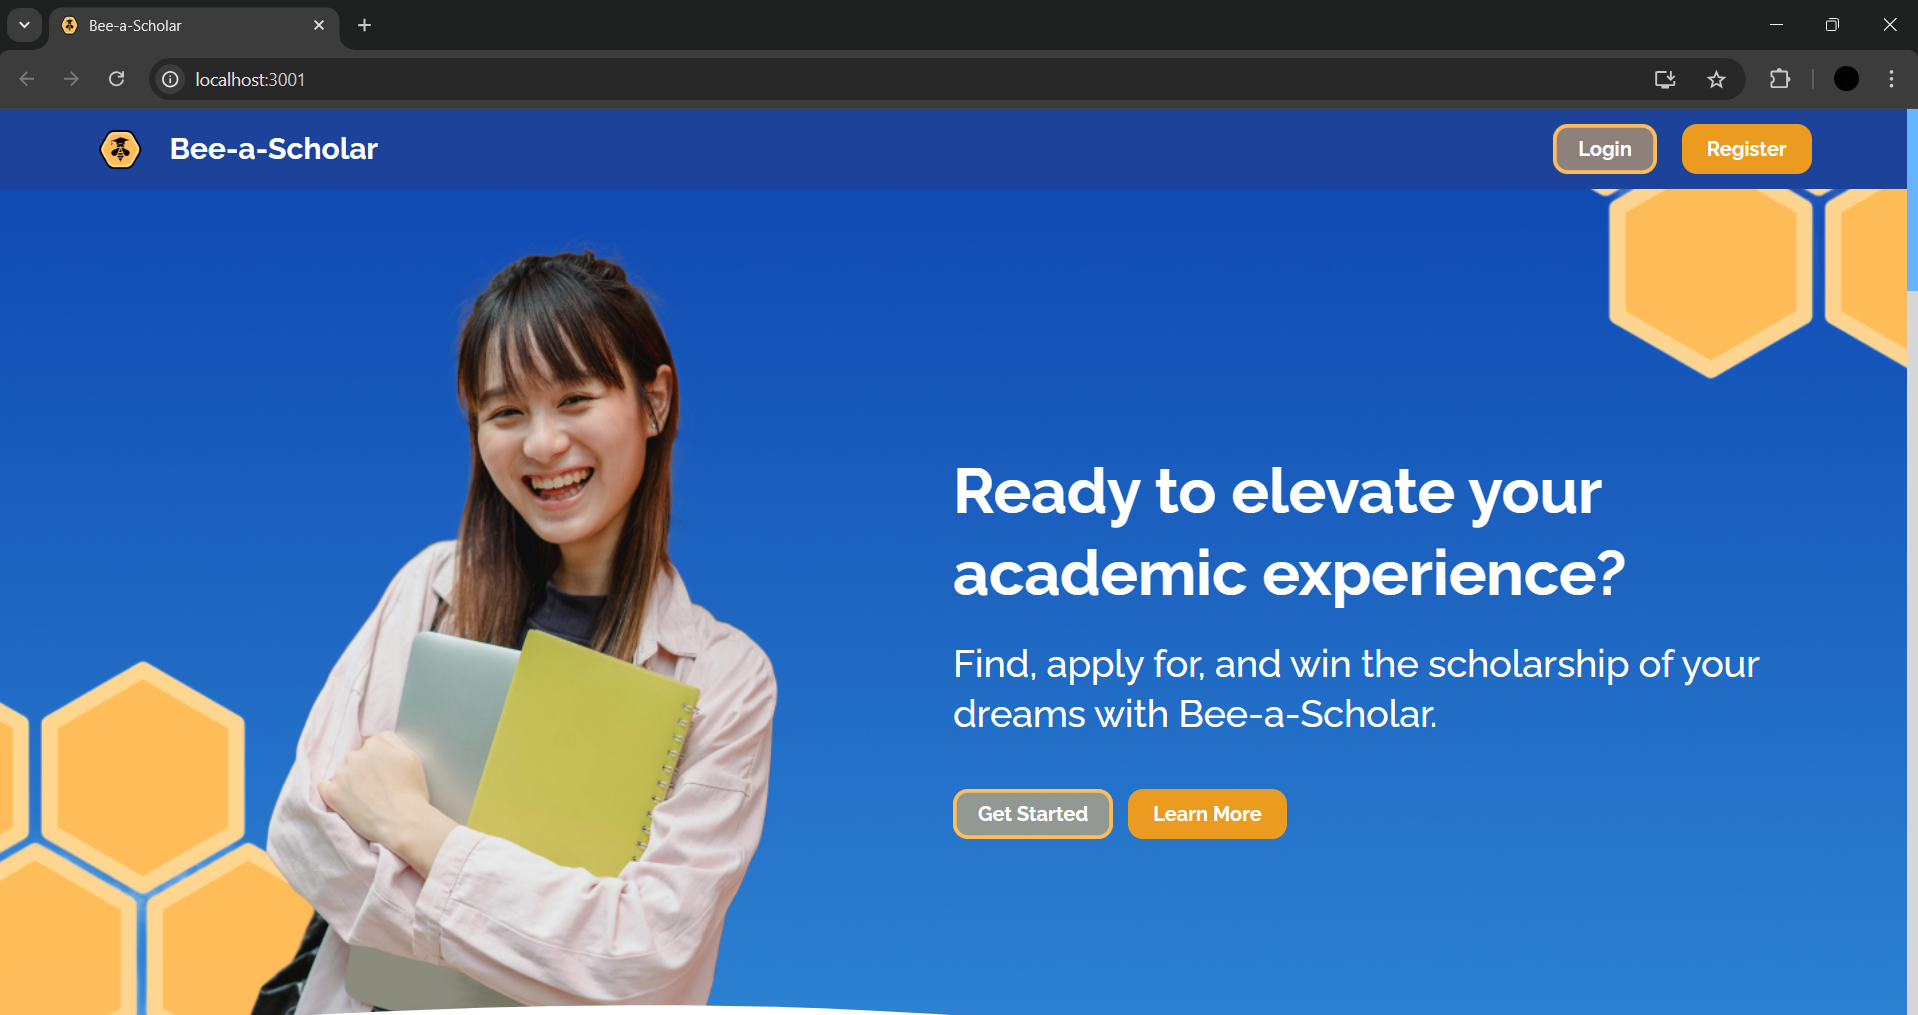 Bee-a-Scholar
localhost:3001
Bee-a-Scholar
Login
Register
Ready to elevate your
academic experience?
Find, apply for, and win the scholarship of your
dreams with Bee-a-Scholar.
Get Started
Learn More